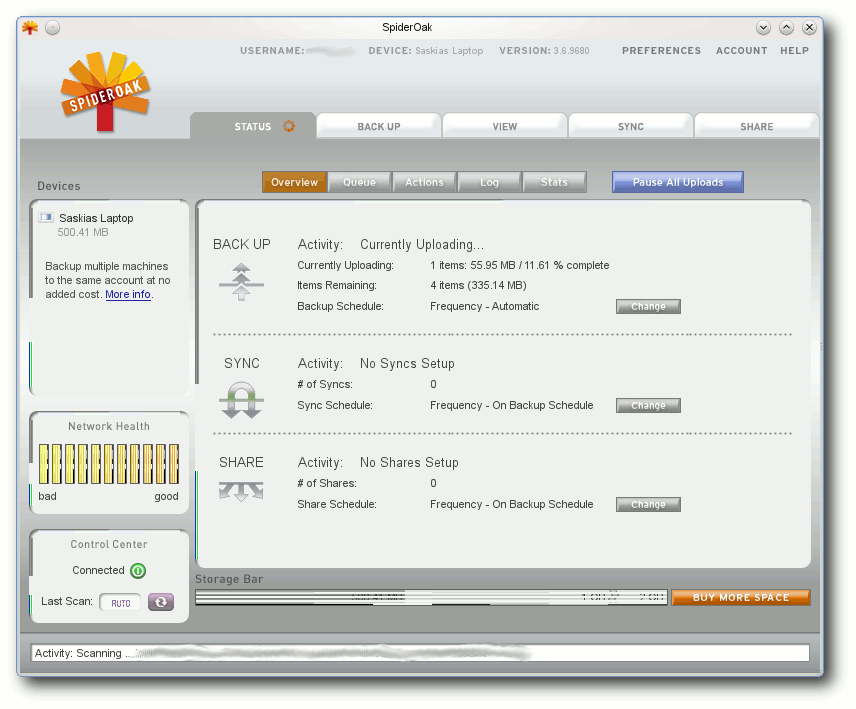 SpiderOak
USERNAME: DEVICE: Saskias Laptop VERSION: 3.6.9680 PREFERENCES ACCOUNT HELP
SPIDEROAK
STATUS BACK UP VIEW SYNC SHARE
Devices
Overview Queue Actions Log Stats Pause All Uploads
Saskias Laptop
500.41 MB
Backup multiple machines
to the same account at no
added cost. More info.
Network Health
bad good
Control Center
Connected
Last Scan: AUTO
BACK UP Activity: Currently Uploading...
Currently Uploading: 1 items: 55.95 MB / 11.61 % complete
Items Remaining: 4 items (335.14 MB)
Backup Schedule: Frequency - Automatic Change
SYNC Activity: No Syncs Setup
# of Syncs: 0
Sync Schedule: Frequency - On Backup Schedule Change
SHARE Activity: No Shares Setup
# of Shares: 0
Share Schedule: Frequency - On Backup Schedule Change
Storage Bar
BUY MORE SPACE
Activity: Scanning ...